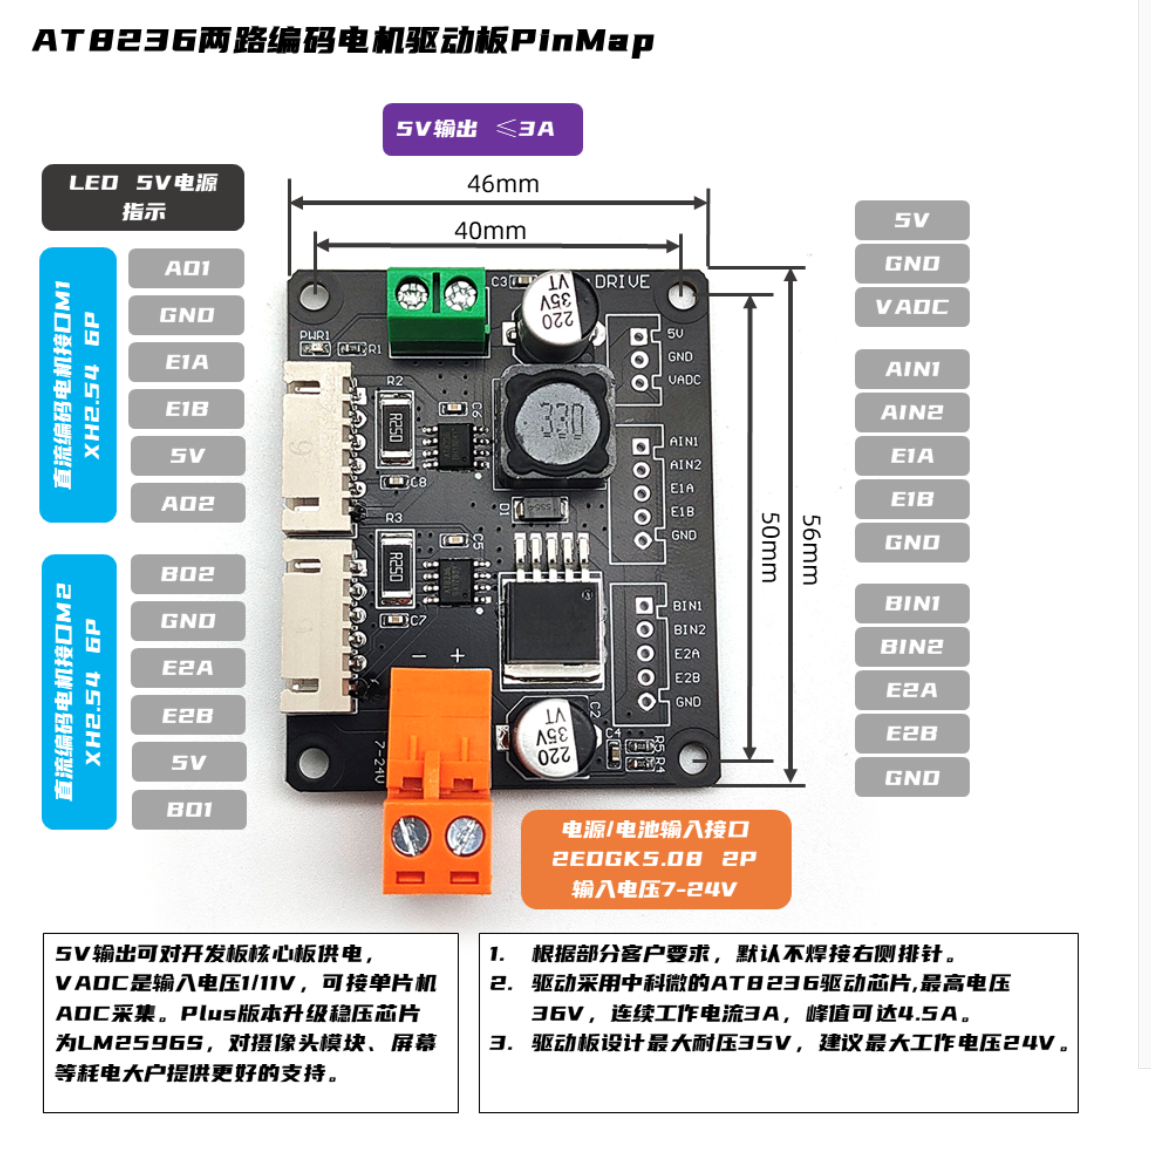 AT8236两路编码电机驱动板PinMap
5V输出 ≤3A
LED 5V电源
指示
46mm
40mm
直流编码电机接口M1
XH2.54 6P
AO1
GND
E1A
E1B
5V
AO2
直流编码电机接口M2
XH2.54 6P
BO2
GND
E2A
E2B
5V
BO1
C3
DRIVE
220
35V
VT
PWR1
R1
5V
GND
VADC
R2
R250
C6
C8
330
AIN1
AIN2
E1A
E1B
GND
D1
R3
R250
C5
C7
BIN1
BIN2
E2A
E2B
GND
- +
7-24V
220
35V
VT
C2
C4
R5
R4
50mm
56mm
5V
GND
VADC
AIN1
AIN2
E1A
E1B
GND
BIN1
BIN2
E2A
E2B
GND
电源/电池输入接口
2EDGK5.08 2P
输入电压7-24V
5V输出可对开发板核心板供电，
VADC是输入电压1/11V，可接单片机
ADC采集。Plus版本升级稳压芯片
为LM2596S，对摄像头模块、屏幕
等耗电大户提供更好的支持。
1. 根据部分客户要求，默认不焊接右侧排针。
2. 驱动采用中科微的AT8236驱动芯片,最高电压
36V，连续工作电流3A，峰值可达4.5A。
3. 驱动板设计最大耐压35V，建议最大工作电压24V。